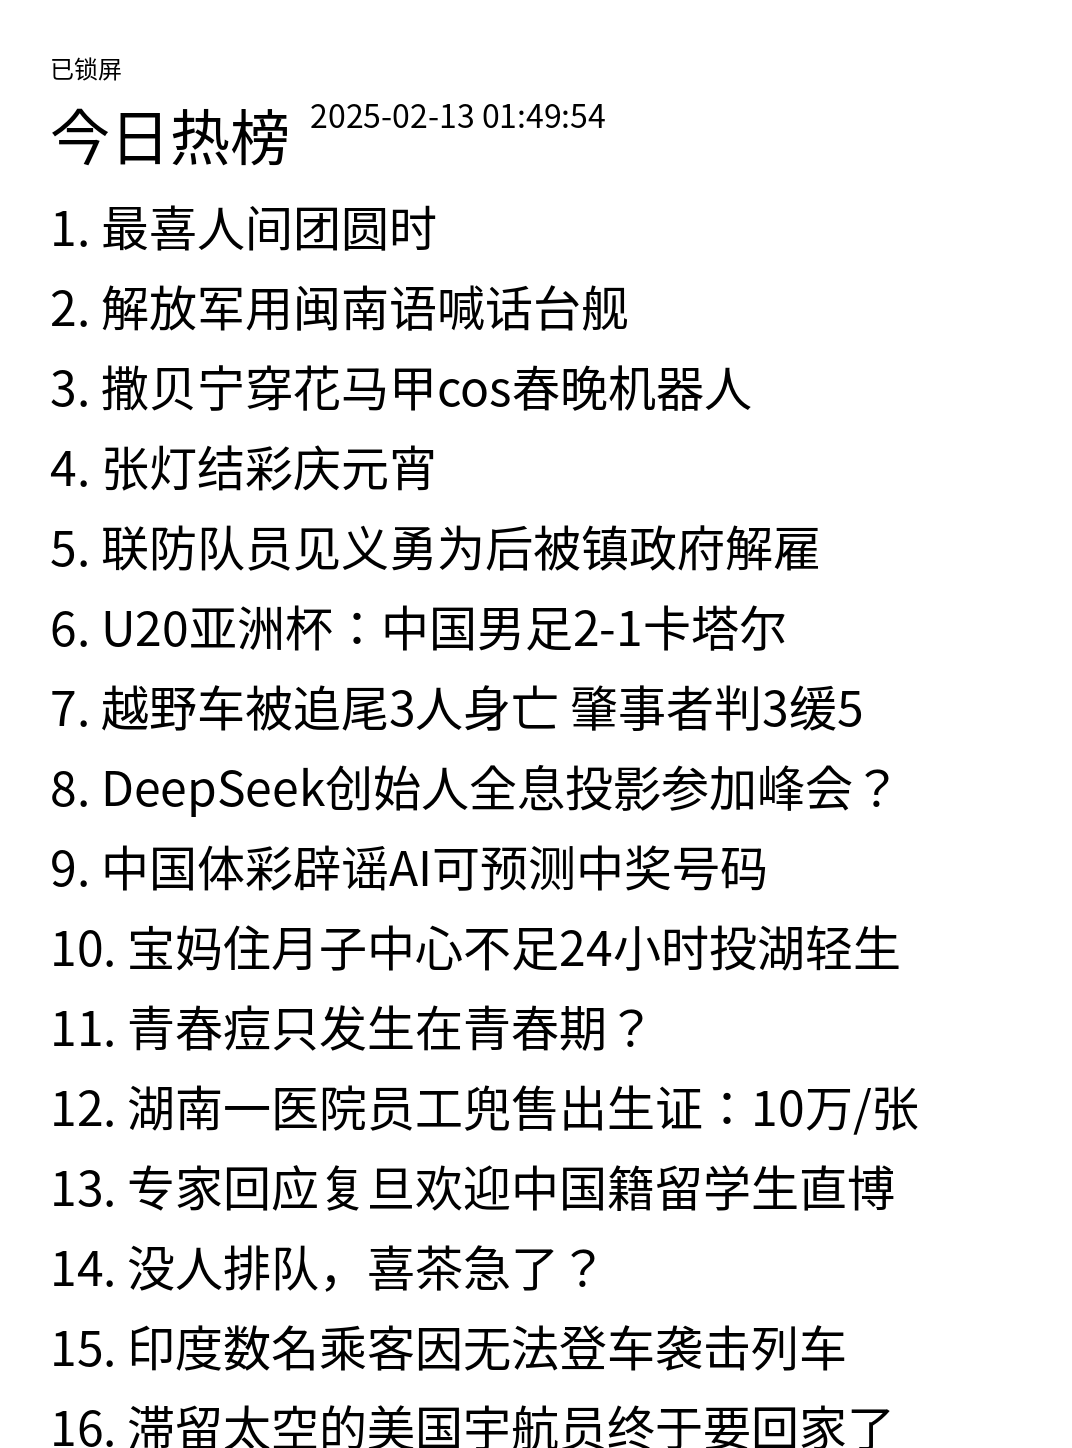 已锁屏
今日热榜 2025-02-13 01:49:54
1. 最喜人间团圆时
2. 解放军用闽南语喊话台舰
3. 撒贝宁穿花马甲cos春晚机器人
4. 张灯结彩庆元宵
5. 联防队员见义勇为后被镇政府解雇
6. U20亚洲杯：中国男足2-1卡塔尔
7. 越野车被追尾3人身亡 肇事者判3缓5
8. DeepSeek创始人全息投影参加峰会？
9. 中国体彩辟谣AI可预测中奖号码
10. 宝妈住月子中心不足24小时投湖轻生
11. 青春痘只发生在青春期？
12. 湖南一医院员工兜售出生证：10万/张
13. 专家回应复旦欢迎中国籍留学生直博
14. 没人排队，喜茶急了？
15. 印度数名乘客因无法登车袭击列车
16. 滞留太空的美国宇航员终于要回家了